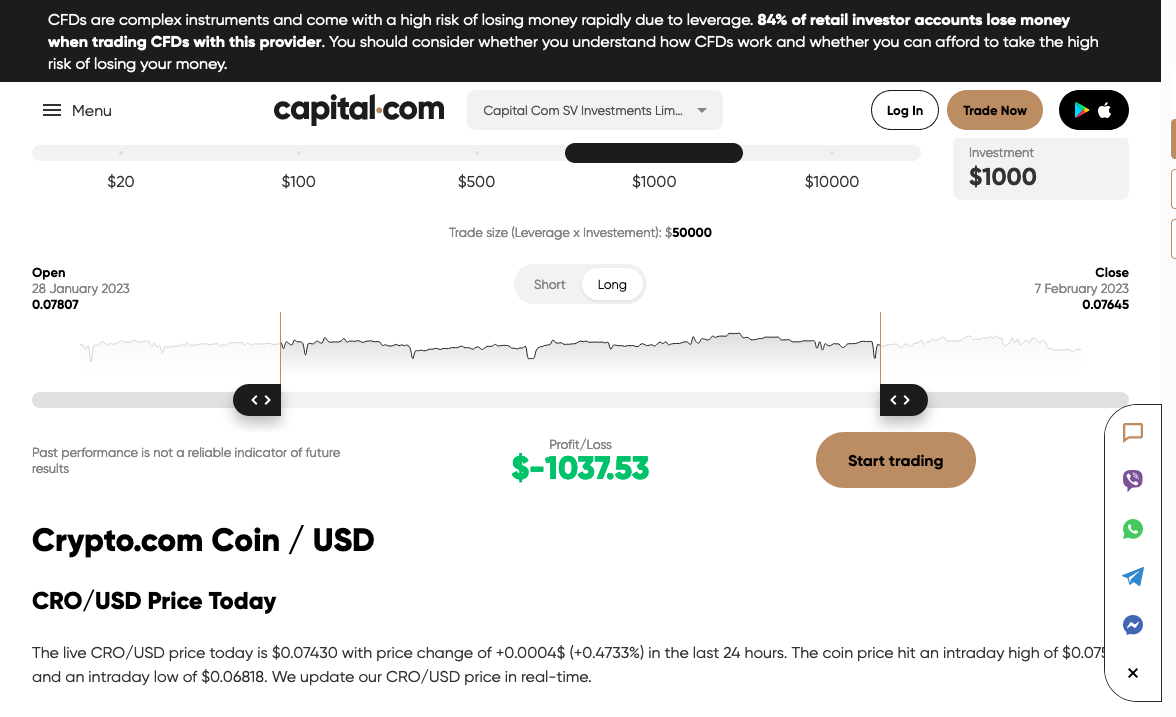 CFDs are complex instruments and come with a high risk of losing money rapidly due to leverage. 84% of retail investor accounts lose money
when trading CFDs with this provider. You should consider whether you understand how CFDs work and whether you can afford to take the high
risk of losing your money.
Menu
capital.com
Capital Com SV Investments Lim...
Log In
Trade Now
Investment
$1000
$20
$100
$500
$1000
$10000
Trade size (Leverage x Investement): $50000
Open
28 January 2023
0.07807
Short
Long
Close
7 February 2023
0.07645
Past performance is not a reliable indicator of future
results
Profit/Loss
$-1037.53
Start trading
Crypto.com Coin / USD
CRO/USD Price Today
The live CRO/USD price today is $0.07430 with price change of +0.0004$ (+0.4733%) in the last 24 hours. The coin price hit an intraday high of
and an intraday low of $0.06818. We update our CRO/USD price in real-time.